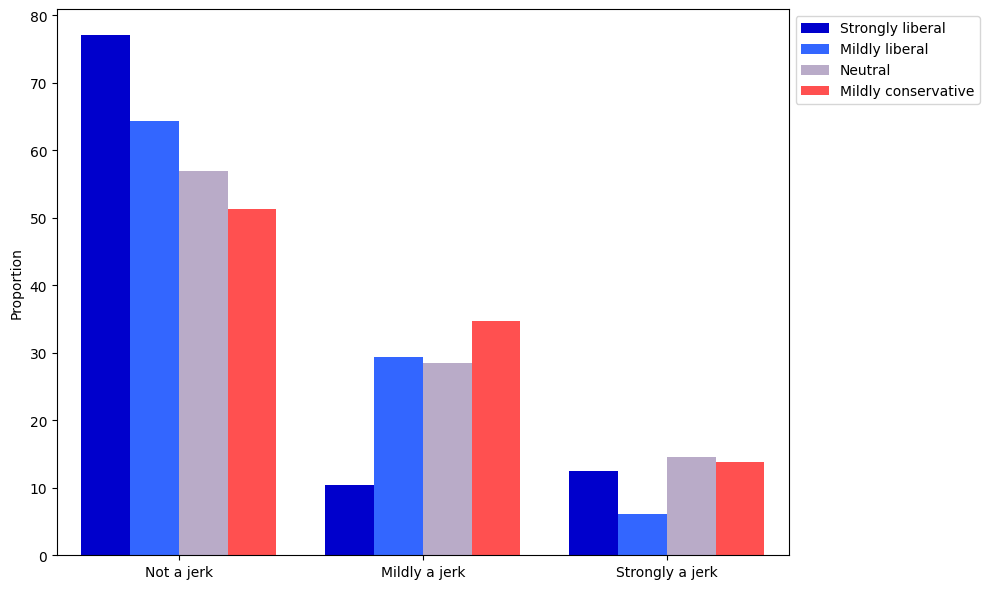 80
70
60
50
40
30
20
10
0
Proportion
Not a jerk
Mildly a jerk
Strongly a jerk
Strongly liberal
Mildly liberal
Neutral
Mildly conservative